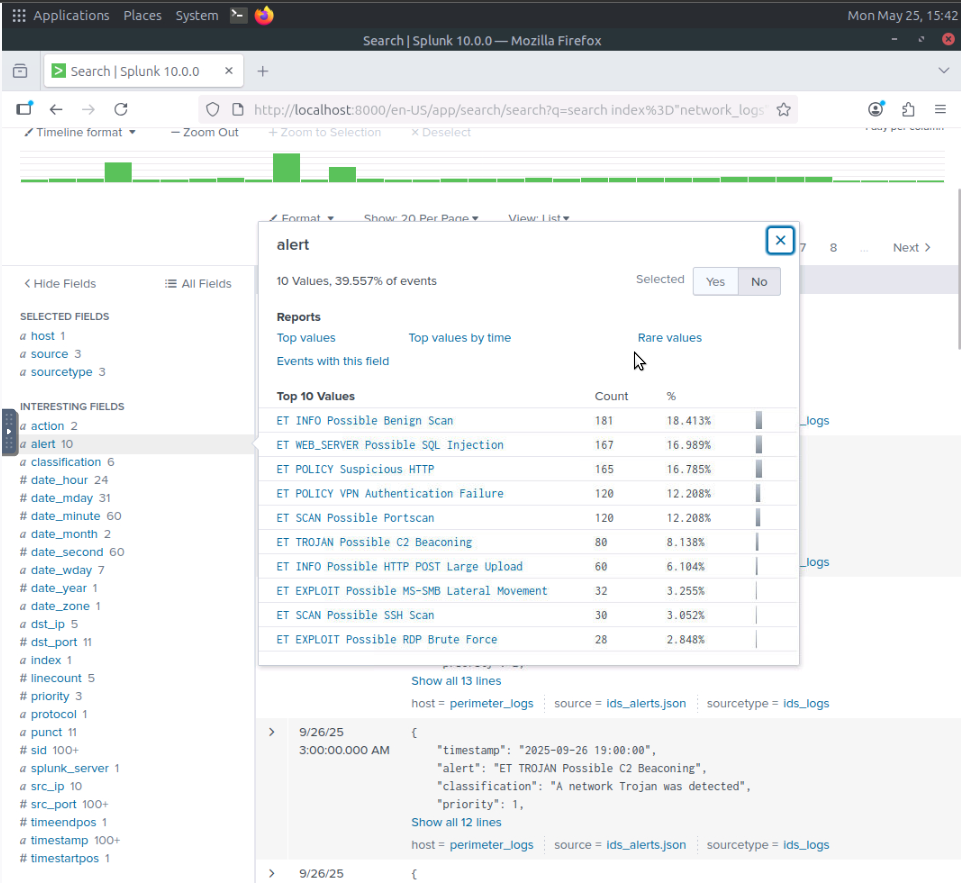 Applications Places System Mon May 25, 15:42
Search | Splunk 10.0.0 — Mozilla Firefox
Search | Splunk 10.0.0
http://localhost:8000/en-US/app/search/search?q=search index%3D"network_logs
Timeline format — Zoom Out + Zoom to Selection × Deselect 1 day per column
Format Show: 20 Per Page View: List
7 8 ... Next >
alert
10 Values, 39.557% of events Selected Yes No
Reports
Top values Top values by time Rare values
Events with this field
Top 10 Values Count %
ET INFO Possible Benign Scan 181 18.413%
ET WEB_SERVER Possible SQL Injection 167 16.989%
ET POLICY Suspicious HTTP 165 16.785%
ET POLICY VPN Authentication Failure 120 12.208%
ET SCAN Possible Portscan 120 12.208%
ET TROJAN Possible C2 Beaconing 80 8.138%
ET INFO Possible HTTP POST Large Upload 60 6.104%
ET EXPLOIT Possible MS-SMB Lateral Movement 32 3.255%
ET SCAN Possible SSH Scan 30 3.052%
ET EXPLOIT Possible RDP Brute Force 28 2.848%
< Hide Fields All Fields
SELECTED FIELDS
a host 1
a source 3
a sourcetype 3
INTERESTING FIELDS
a action 2
a alert 10
a classification 6
# date_hour 24
# date_mday 31
# date_minute 60
a date_month 2
# date_second 60
a date_wday 7
# date_year 1
a date_zone 1
a dst_ip 5
# dst_port 11
a index 1
# linecount 5
# priority 3
a protocol 1
a punct 11
# sid 100+
a splunk_server 1
a src_ip 10
# src_port 100+
# timeendpos 1
a timestamp 100+
# timestartpos 1
_logs
_logs
Show all 13 lines
host = perimeter_logs source = ids_alerts.json sourcetype = ids_logs
> 9/26/25 {
3:00:00.000 AM "timestamp": "2025-09-26 19:00:00",
"alert": "ET TROJAN Possible C2 Beaconing",
"classification": "A network Trojan was detected",
"priority": 1,
Show all 12 lines
host = perimeter_logs source = ids_alerts.json sourcetype = ids_logs
> 9/26/25 {